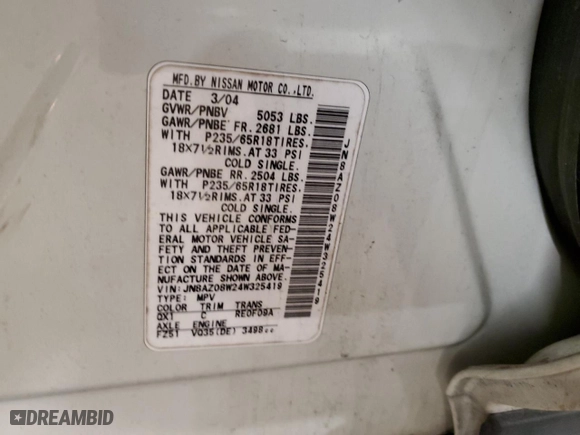 MFD.BY NISSAN MOTOR CO.,LTD.
DATE 3/04
GVWR/PNBV 5053 LBS.
GAWR/PNBE FR. 2681 LBS.
WITH P235/65R18TIRES.
18X7½RIMS.AT 33 PSI
COLD SINGLE.
GAWR/PNBE RR. 2504 LBS.
WITH P235/65R18TIRES.
18X7½RIMS.AT 33 PSI
COLD SINGLE.
THIS VEHICLE CONFORMS
TO ALL APPLICABLE FED-
ERAL MOTOR VEHICLE SA-
FETY AND THEFT PREVEN-
TION STANDARDS IN EFFECT
ON THE DATE OF MA-
NUFACTURE SHOWN ABOVE.
VIN:JN8AZ08W24W325419
TYPE: MPV
COLOR TRIM TRANS
QX1 C RE0F09A
AXLE ENGINE
FZ51 VQ35(DE) 3498cc
JN8AZ08W24W325419
DREAMBID